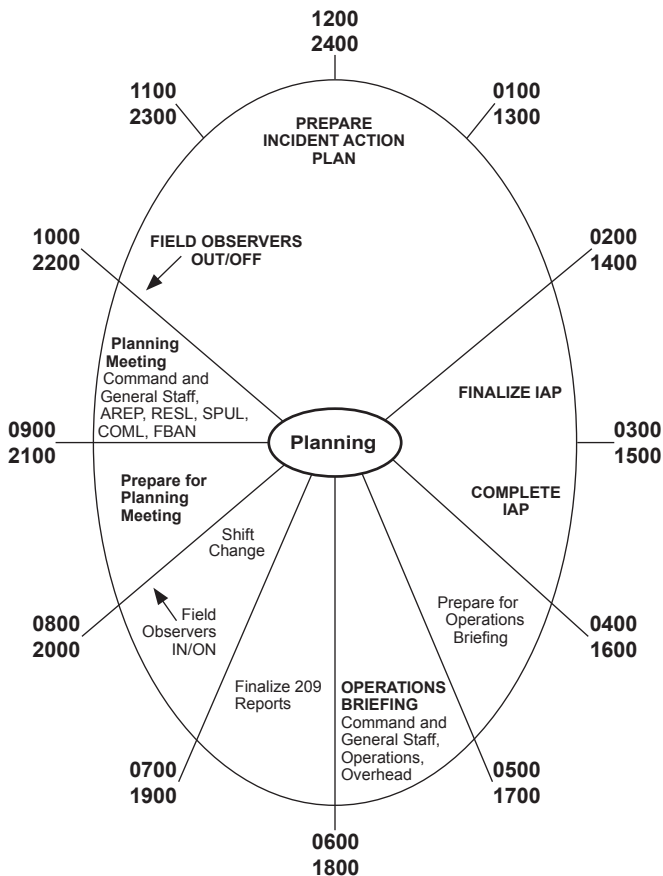 1200
2400
1100
2300
0100
1300
PREPARE
INCIDENT ACTION
PLAN
1000
2200
FIELD OBSERVERS
OUT/OFF
0200
1400
Planning
Meeting
Command and
General Staff,
AREP, RESL, SPUL,
COML, FBAN
FINALIZE IAP
0900
2100
Planning
0300
1500
Prepare for
Planning
Meeting
COMPLETE
IAP
Shift
Change
0800
2000
Field
Observers
IN/ON
Prepare for
Operations
Briefing
0400
1600
Finalize 209
Reports
OPERATIONS
BRIEFING
Command and
General Staff,
Operations,
Overhead
0700
1900
0500
1700
0600
1800